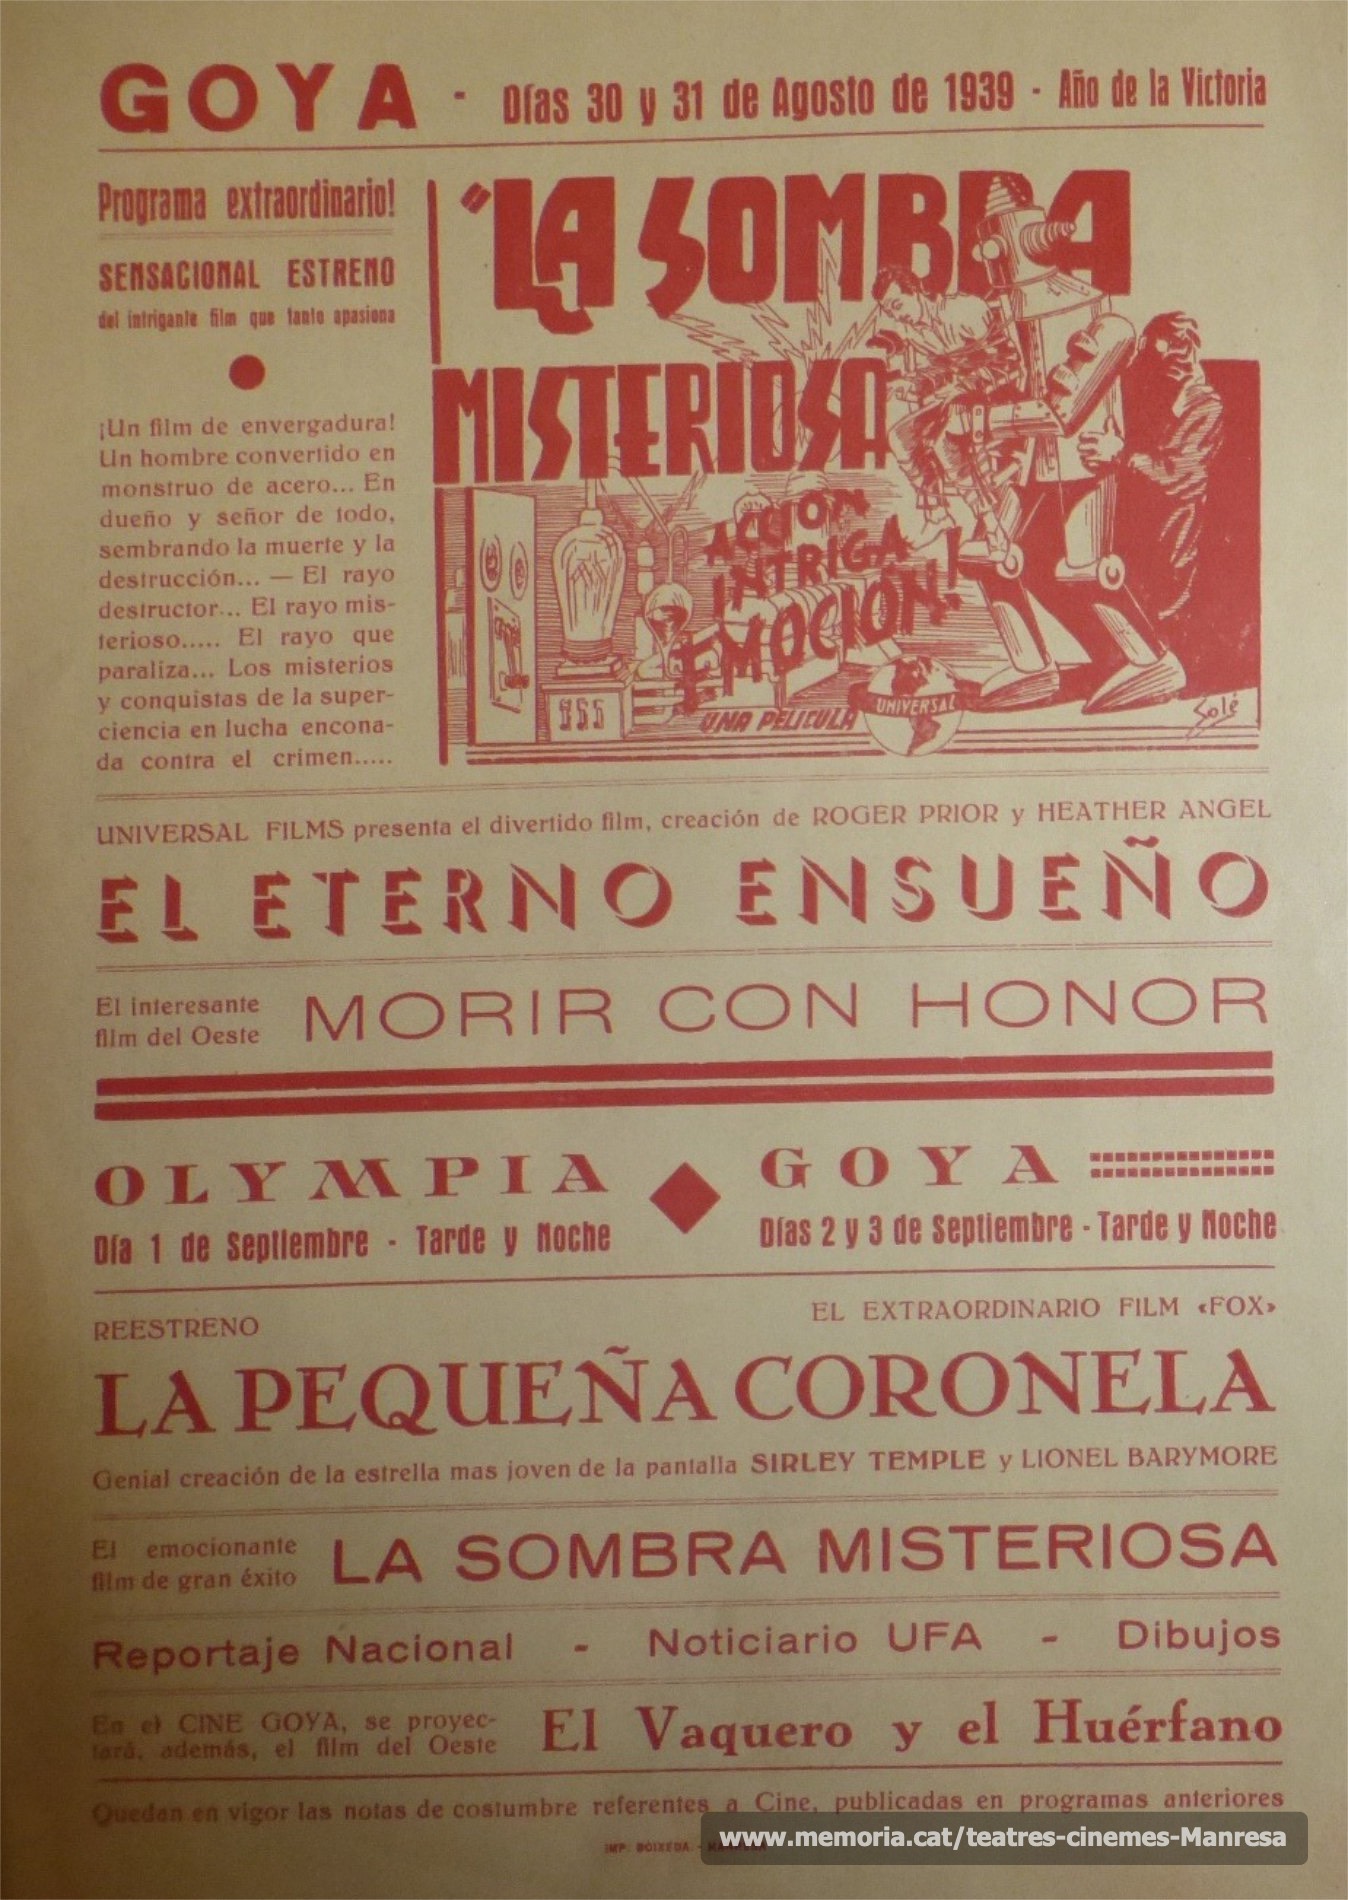 GOYA - Días 30 y 31 de Agosto de 1939 - Año de la Victoria
Programa extraordinario!
SENSACIONAL ESTRENO
del intrigante film que tanto apasiona
¡Un film de envergadura!
Un hombre convertido en
monstruo de acero... En
dueño y señor de todo,
sembrando la muerte y la
destrucción... — El rayo
destructor... El rayo mis-
terioso..... El rayo que
paraliza... Los misterios
y conquistas de la super-
ciencia en lucha encona-
da contra el crimen.....
"LA SOMBRA
MISTERIOSA
ACCION
INTRIGA
EMOCIÓN!
UNA PELICULA
UNIVERSAL
Solé
UNIVERSAL FILMS presenta el divertido film, creación de ROGER PRIOR y HEATHER ANGEL
EL ETERNO ENSUEÑO
El interesante
film del Oeste
MORIR CON HONOR
OLYMPIA
Día 1 de Septiembre - Tarde y Noche
GOYA
Días 2 y 3 de Septiembre - Tarde y Noche
REESTRENO
EL EXTRAORDINARIO FILM «FOX»
LA PEQUEÑA CORONELA
Genial creación de la estrella mas joven de la pantalla SIRLEY TEMPLE y LIONEL BARYMORE
El emocionante
film de gran éxito
LA SOMBRA MISTERIOSA
Reportaje Nacional - Noticiario UFA - Dibujos
En el CINE GOYA, se proyec-
tará, además, el film del Oeste
El Vaquero y el Huérfano
Quedan en vigor las notas de costumbre referentes a Cine, publicadas en programas anteriores
IMP. BOIXEDA. -
www.memoria.cat/teatres-cinemes-Manresa